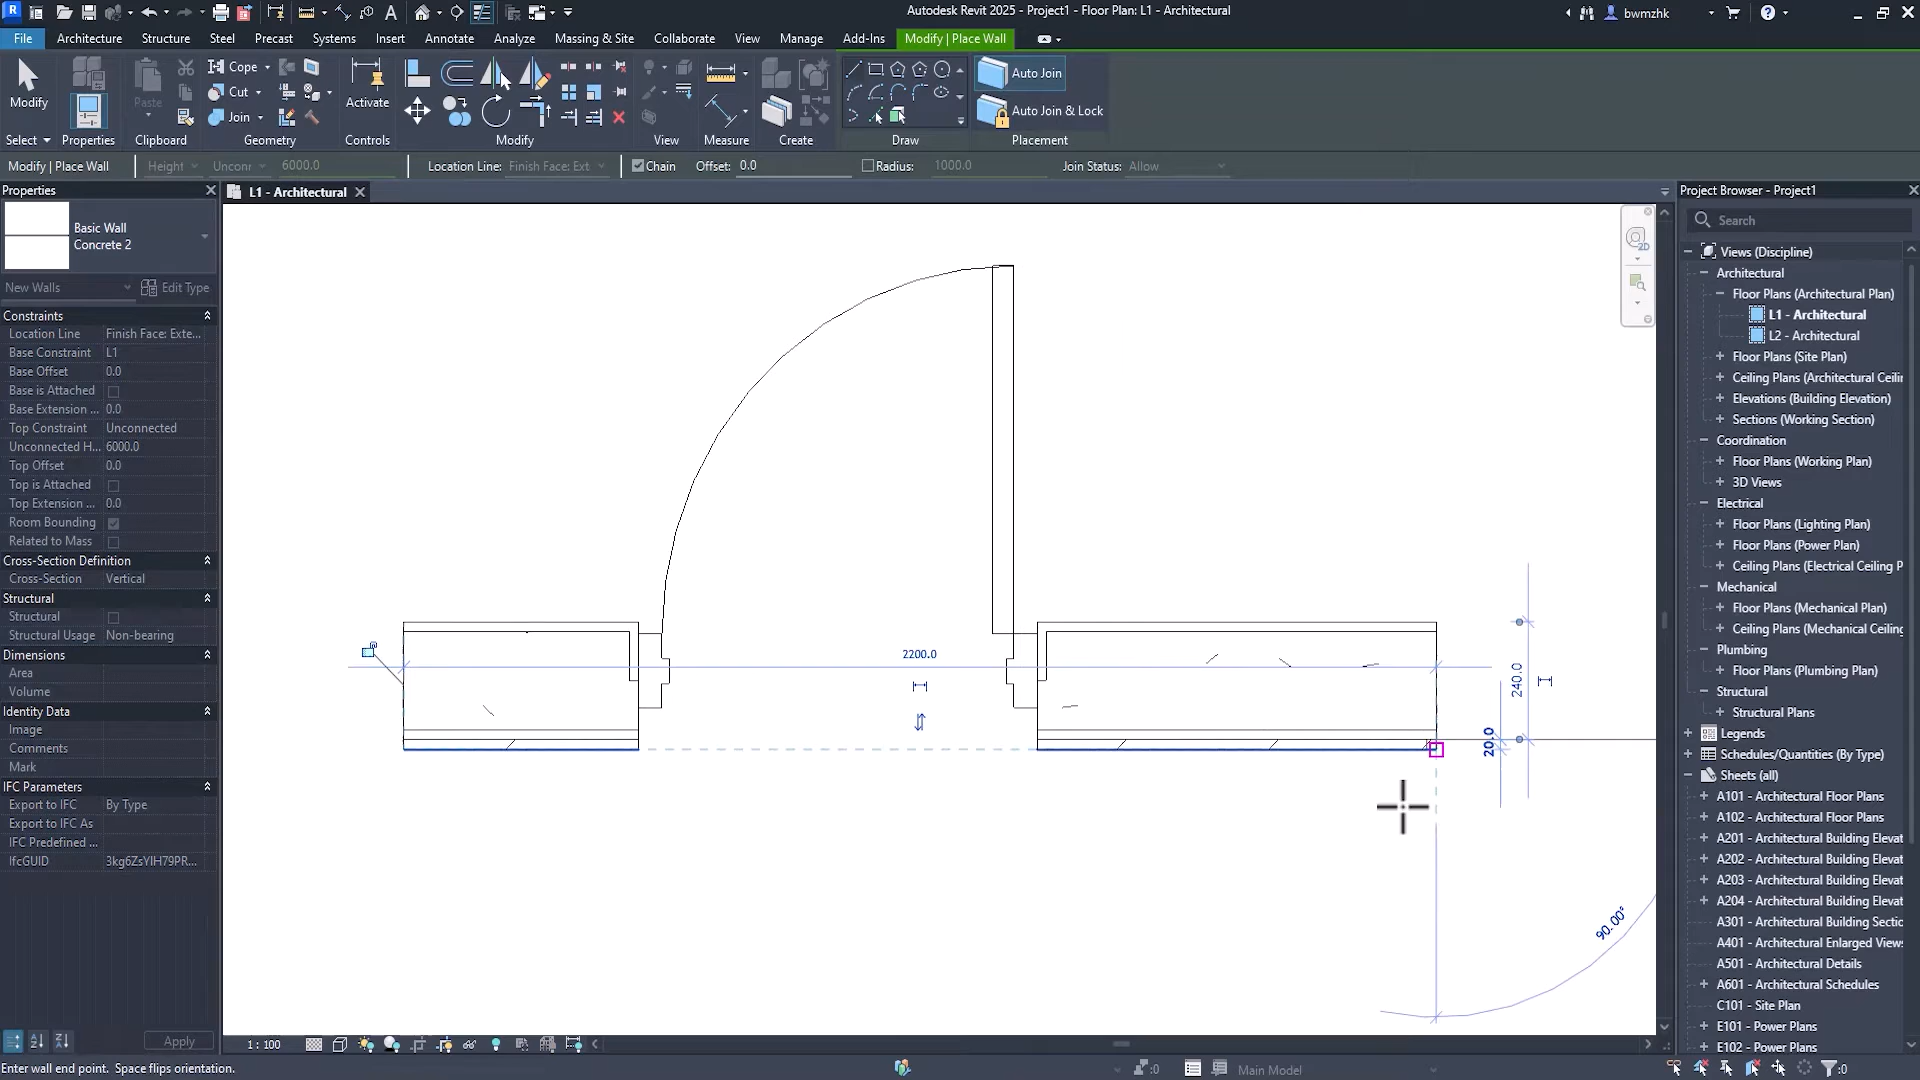 Autodesk Revit 2025 - Project1 - Floor Plan: L1 - Architectural
bwmzhk
File
Architecture
Structure
Steel
Precast
Systems
Insert
Annotate
Analyze
Massing & Site
Collaborate
View
Manage
Add-Ins
Modify | Place Wall
Modify
Properties
Paste
Cope
Cut
Join
Activate
Auto Join
Auto Join & Lock
Select
Properties
Clipboard
Geometry
Controls
Modify
View
Measure
Create
Draw
Placement
Modify | Place Wall
Height
Unconr
6000.0
Location Line:
Finish Face: Ext
Chain
Offset:
0.0
Radius:
1000.0
Join Status:
Allow
Properties
Basic Wall
Concrete 2
New Walls
Edit Type
Constraints
Location Line
Finish Face: Exte...
Base Constraint
L1
Base Offset
0.0
Base is Attached
Base Extension ...
0.0
Top Constraint
Unconnected
Unconnected H...
6000.0
Top Offset
0.0
Top is Attached
Top Extension ...
0.0
Room Bounding
Related to Mass
Cross-Section Definition
Cross-Section
Vertical
Structural
Structural
Structural Usage
Non-bearing
Dimensions
Area
Volume
Identity Data
Image
Comments
Mark
IFC Parameters
Export to IFC
By Type
Export to IFC As
IFC Predefined ...
IfcGUID
3kg6ZsYIH79PR...
Apply
L1 - Architectural
2200.0
240.0
20.0
90.00°
2D
Project Browser - Project1
Search
Views (Discipline)
Architectural
Floor Plans (Architectural Plan)
L1 - Architectural
L2 - Architectural
Floor Plans (Site Plan)
Ceiling Plans (Architectural Ceilir
Elevations (Building Elevation)
Sections (Working Section)
Coordination
Floor Plans (Working Plan)
3D Views
Electrical
Floor Plans (Lighting Plan)
Floor Plans (Power Plan)
Ceiling Plans (Electrical Ceiling P
Mechanical
Floor Plans (Mechanical Plan)
Ceiling Plans (Mechanical Ceiling
Plumbing
Floor Plans (Plumbing Plan)
Structural
Structural Plans
Legends
Schedules/Quantities (By Type)
Sheets (all)
A101 - Architectural Floor Plans
A102 - Architectural Floor Plans
A201 - Architectural Building Elevat
A202 - Architectural Building Elevat
A203 - Architectural Building Elevat
A204 - Architectural Building Elevat
A301 - Architectural Building Sectio
A401 - Architectural Enlarged Views
A501 - Architectural Details
A601 - Architectural Schedules
C101 - Site Plan
E101 - Power Plans
E102 - Power Plans
1 : 100
Enter wall end point. Space flips orientation.
:0
Main Model
:0